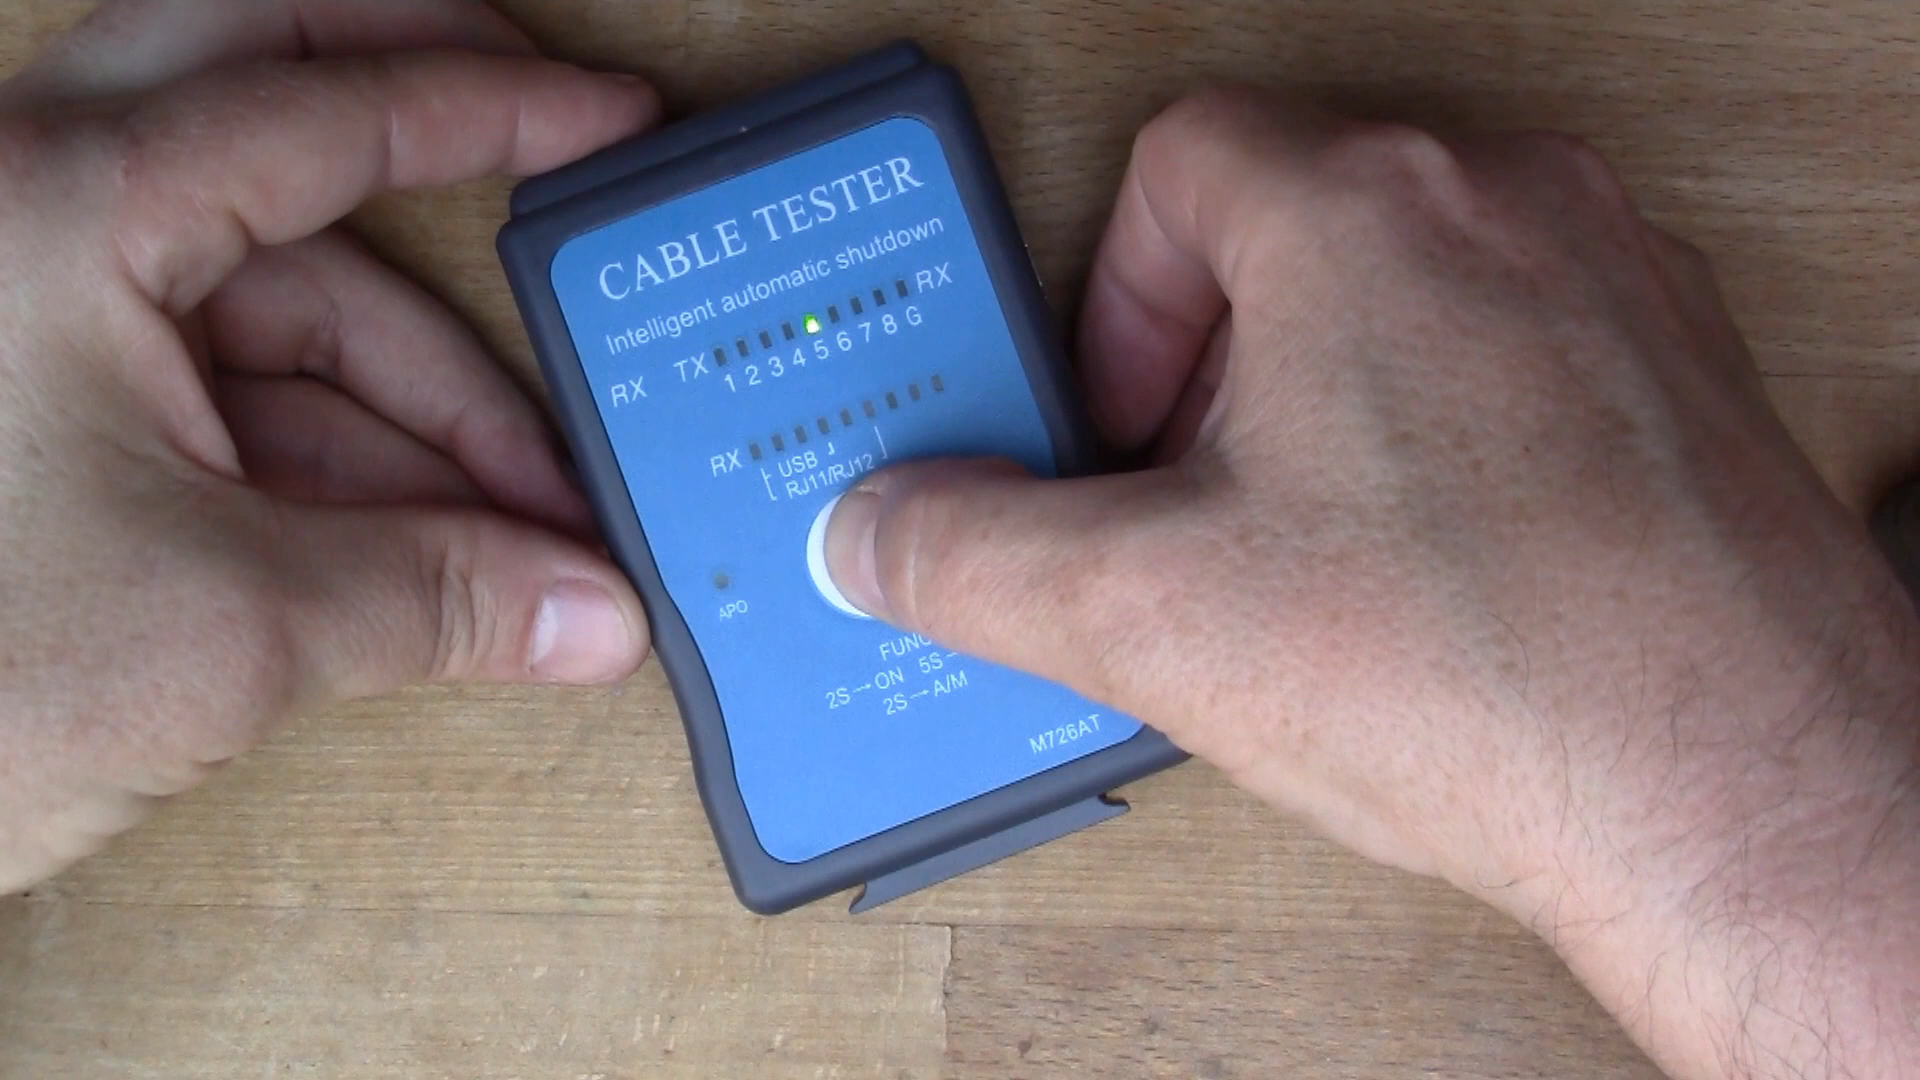 CABLE TESTER
Intelligent automatic shutdown
RX TX RX
1 2 3 4 5 6 7 8 G
RX
USB
RJ11/RJ12
APO
2S→ON 5S→
2S→A/M
M726AT